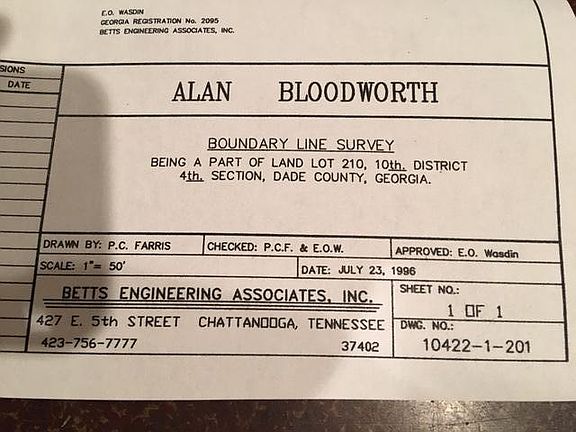 E.O. WASDIN
GEORGIA REGISTRATION No. 2095
BETTS ENGINEERING ASSOCIATES, INC.
SIONS
DATE
ALAN BLOODWORTH
BOUNDARY LINE SURVEY
BEING A PART OF LAND LOT 210, 10th. DISTRICT
4th. SECTION, DADE COUNTY, GEORGIA.
DRAWN BY: P.C. FARRIS
CHECKED: P.C.F. & E.O.W.
APPROVED: E.O. Wasdin
SCALE: 1"= 50'
DATE: JULY 23, 1996
BETTS ENGINEERING ASSOCIATES, INC.
427 E. 5th STREET CHATTANOOGA, TENNESSEE
423-756-7777 37402
SHEET NO.:
1 OF 1
DWG. NO.:
10422-1-201